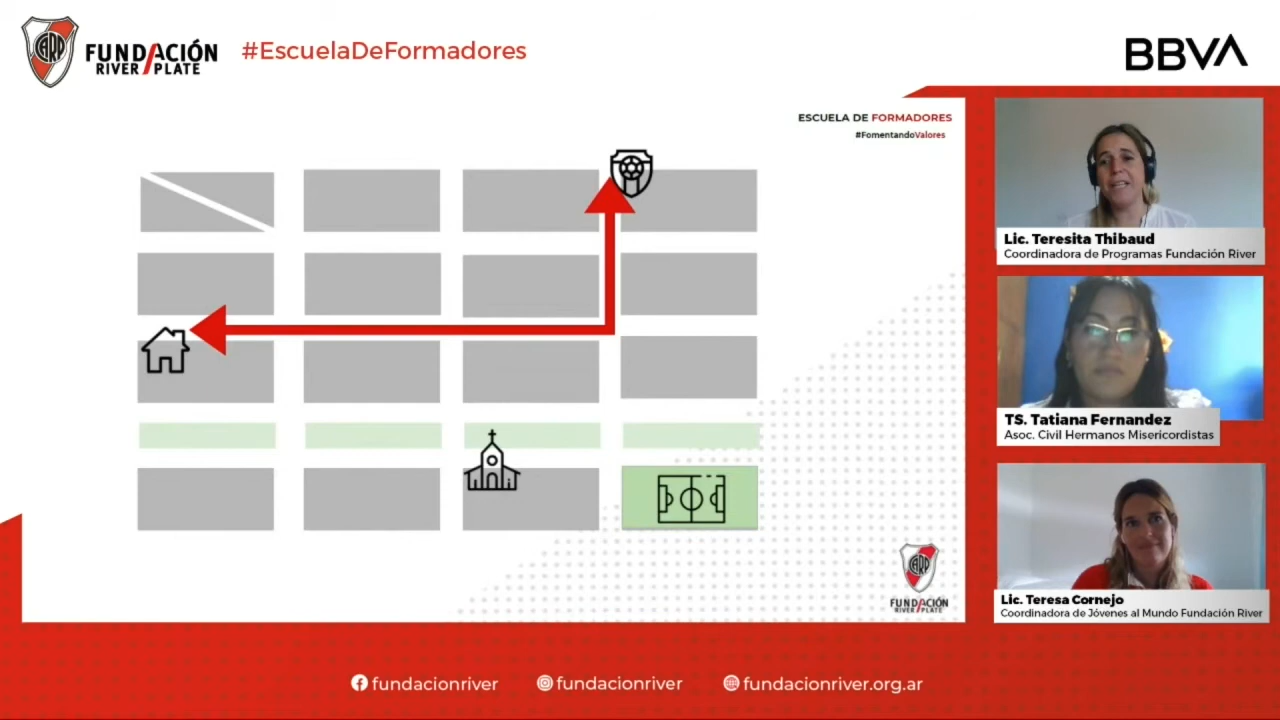 CARP
FUNDACIÓN
RIVER PLATE
#EscuelaDeFormadores
BBVA
ESCUELA DE FORMADORES
#FomentandoValores
Lic. Teresita Thibaud
Coordinadora de Programas Fundación River
TS. Tatiana Fernandez
Asoc. Civil Hermanos Misericordistas
CARP
FUNDACIÓN
RIVER PLATE
Lic. Teresa Cornejo
Coordinadora de Jóvenes al Mundo Fundación River
fundacionriver
fundacionriver
fundacionriver.org.ar